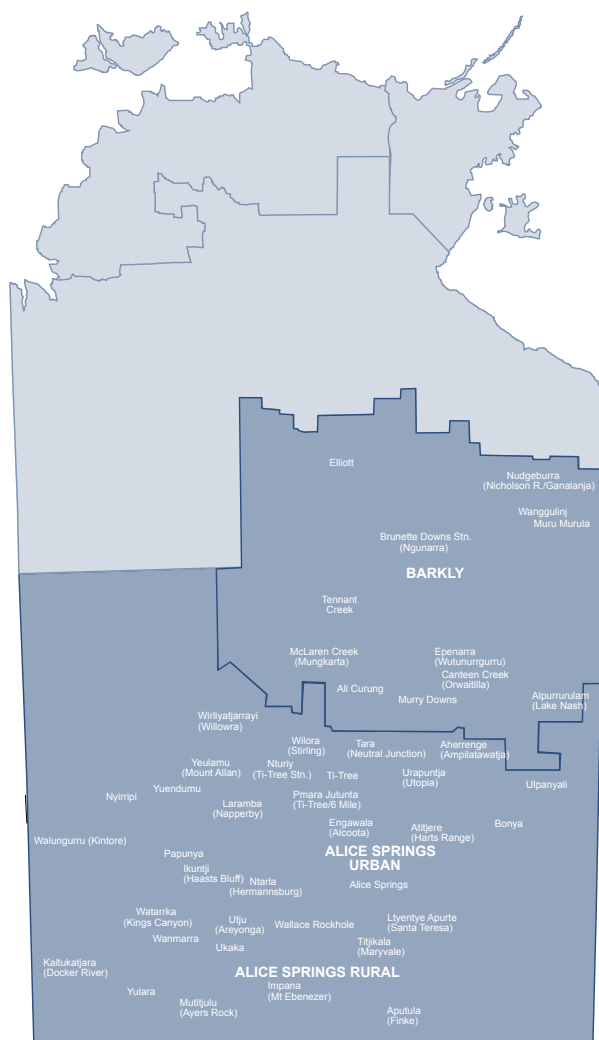 Elliott
Nudgeburra
(Nicholson R./Ganalanja)
Wanggulinj
Muru Murula
Brunette Downs Stn.
(Ngunarra)
BARKLY
Tennant
Creek
McLaren Creek
(Mungkarta)
Epenarra
(Wutunurrgurru)
Canteen Creek
(Orwaitilla)
Ali Curung
Murry Downs
Alpurrurulam
(Lake Nash)
Wirliyatjarrayi
(Willowra)
Wilora
(Stirling)
Tara
(Neutral Junction)
Aherrenge
(Ampilatawatja)
Yeulamu
(Mount Allan)
Nturiy
(Ti-Tree Stn.)
Ti-Tree
Urapuntja
(Utopia)
Ulpanyali
Yuendumu
Nyirripi
Laramba
(Napperby)
Pmara Jutunta
(Ti-Tree/6 Mile)
Engawala
(Alcoota)
Atitjere
(Harts Range)
Bonya
Walungurru (Kintore)
Papunya
ALICE SPRINGS
URBAN
Ikuntji
(Haasts Bluff)
Ntarla
(Hermannsburg)
Alice Springs
Watarrka
(Kings Canyon)
Utju
(Areyonga)
Wallace Rockhole
Ltyentye Apurte
(Santa Teresa)
Wanmarra
Ukaka
Titjikala
(Maryvale)
Kaltukatjara
(Docker River)
ALICE SPRINGS RURAL
Yulara
Impana
(Mt Ebenezer)
Mutitjulu
(Ayers Rock)
Aputula
(Finke)